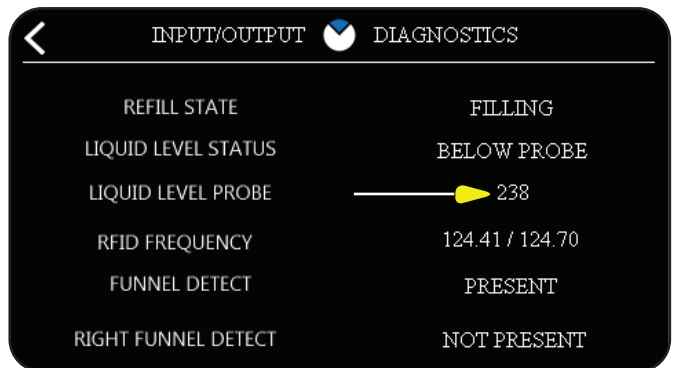 INPUT/OUTPUT DIAGNOSTICS
REFILL STATE FILLING
LIQUID LEVEL STATUS BELOW PROBE
LIQUID LEVEL PROBE 238
RFID FREQUENCY 124.41 / 124.70
FUNNEL DETECT PRESENT
RIGHT FUNNEL DETECT NOT PRESENT